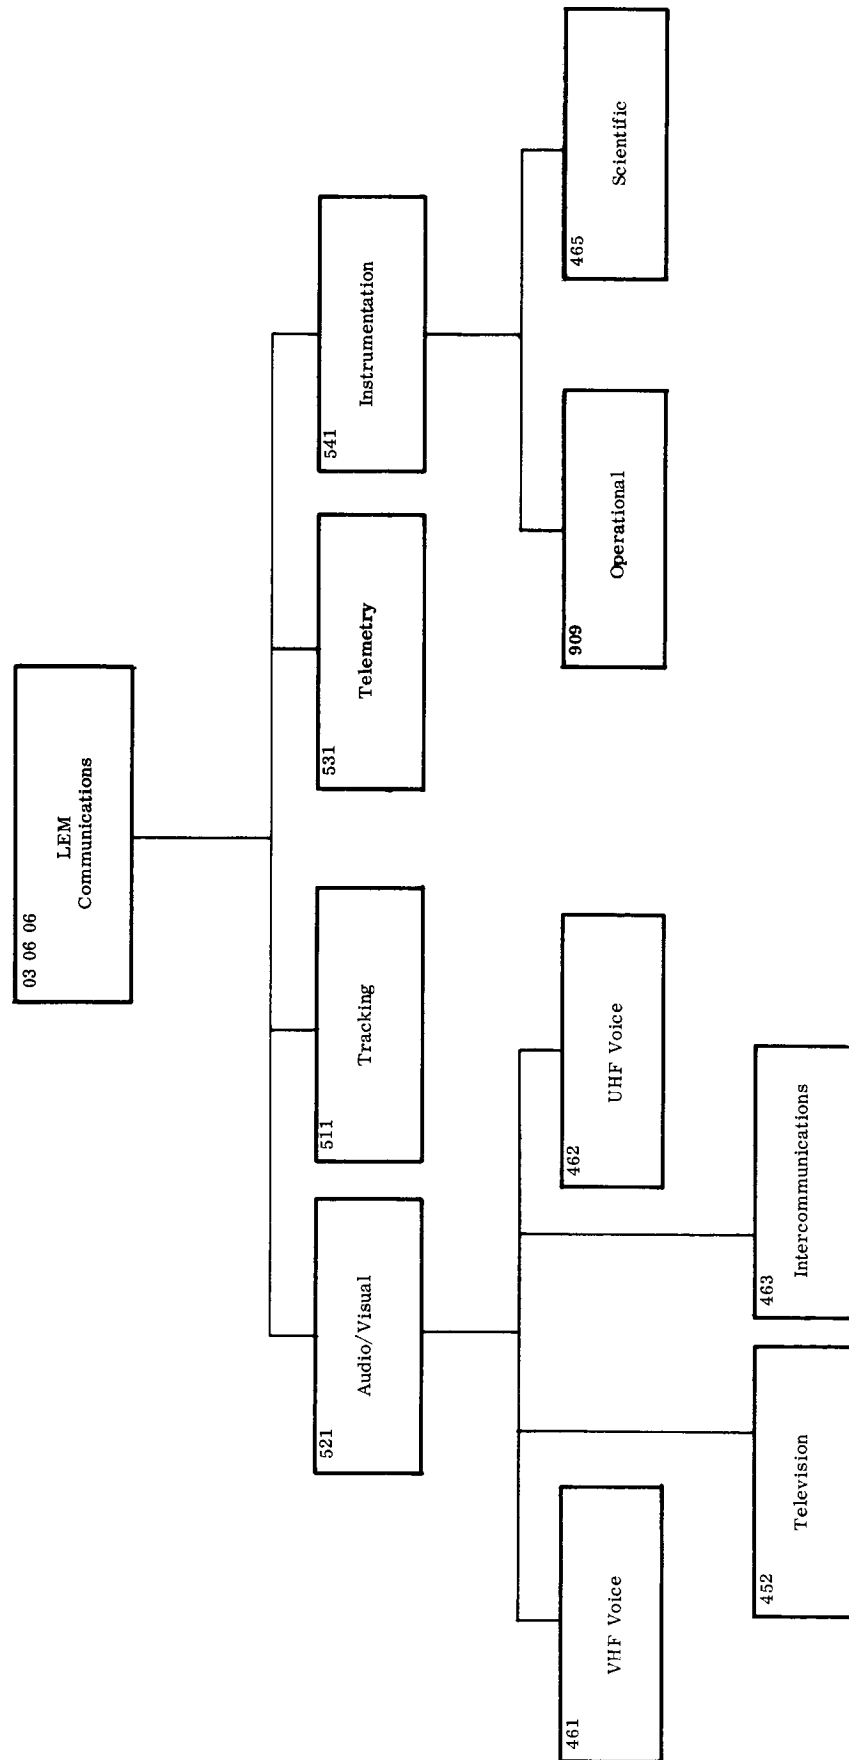 03 06 06
LEM
Communications
521
Audio/Visual
511
Tracking
531
Telemetry
541
Instrumentation
461
VHF Voice
462
UHF Voice
909
Operational
465
Scientific
452
Television
463
Intercommunications